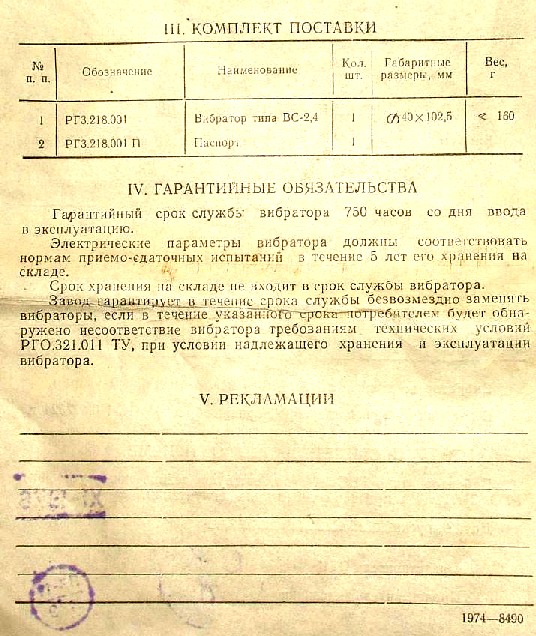 III. КОМПЛЕКТ ПОСТАВКИ
№ п. п. Обозначение Наименование Кол. шт. Габаритные размеры, мм Вес, г
1 РГ3.218.001 Вибратор типа ВС-2,4 1 ∅40×102,5 < 160
2 РГ3.218.001 П Паспорт 1
IV. ГАРАНТИЙНЫЕ ОБЯЗАТЕЛЬСТВА
Гарантийный срок службы вибратора 750 часов со дня ввода
в эксплуатацию.
Электрические параметры вибратора должны соответствовать
нормам приемо-сдаточных испытаний в течение 5 лет его хранения на
складе.
Срок хранения на складе не входит в срок службы вибратора.
Завод гарантирует в течение срока службы безвозмездно заменять
вибраторы, если в течение указанного срока потребителем будет обна-
ружено несоответствие вибратора требованиям технических условий
РГ0.321.011 ТУ, при условии надлежащего хранения и эксплуатации
вибратора.
V. РЕКЛАМАЦИИ
1974—8490